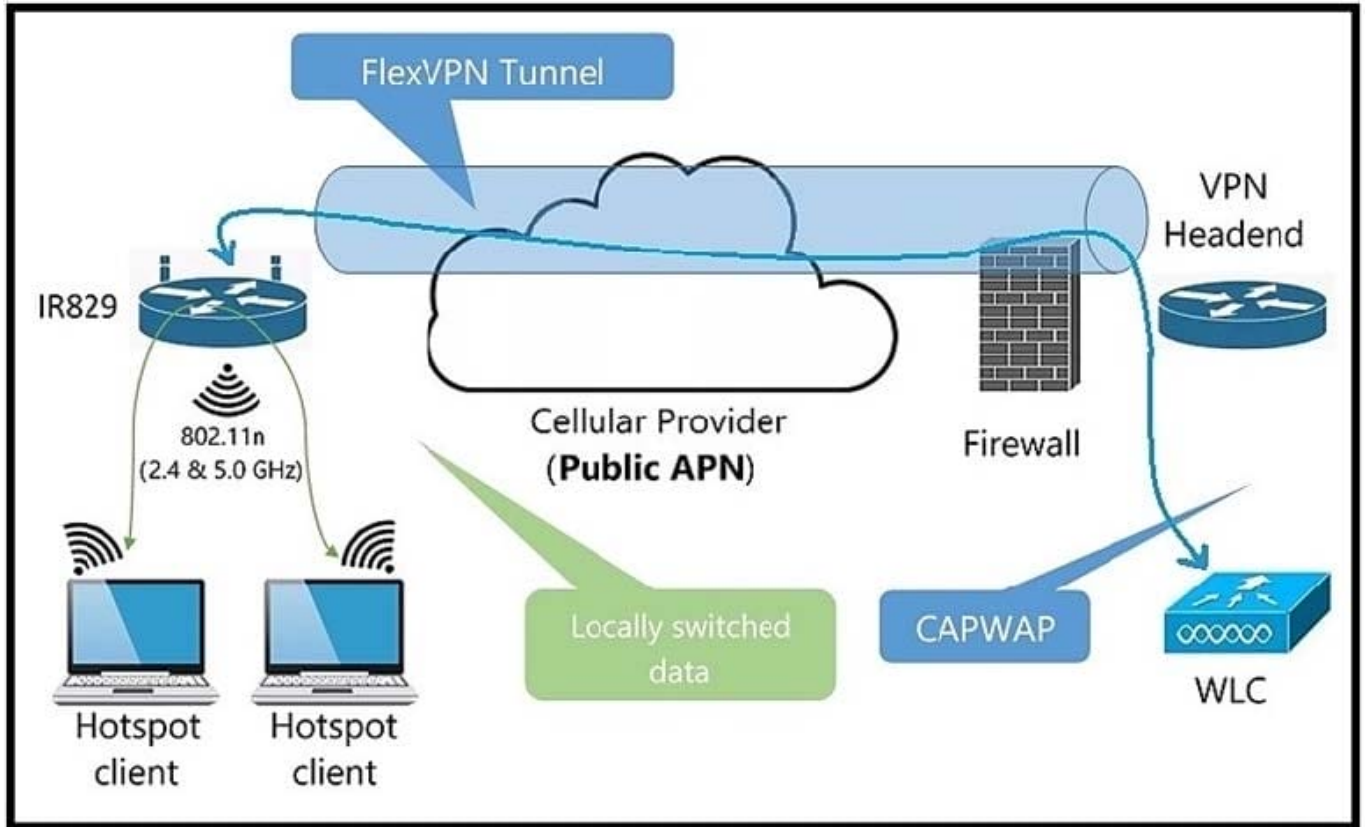 FlexVPN Tunnel
VPN
Headend
IR829
802.11n
(2.4 & 5.0 GHz)
Cellular Provider
(Public APN)
Firewall
Locally switched
data
CAPWAP
WLC
Hotspot
client
Hotspot
client